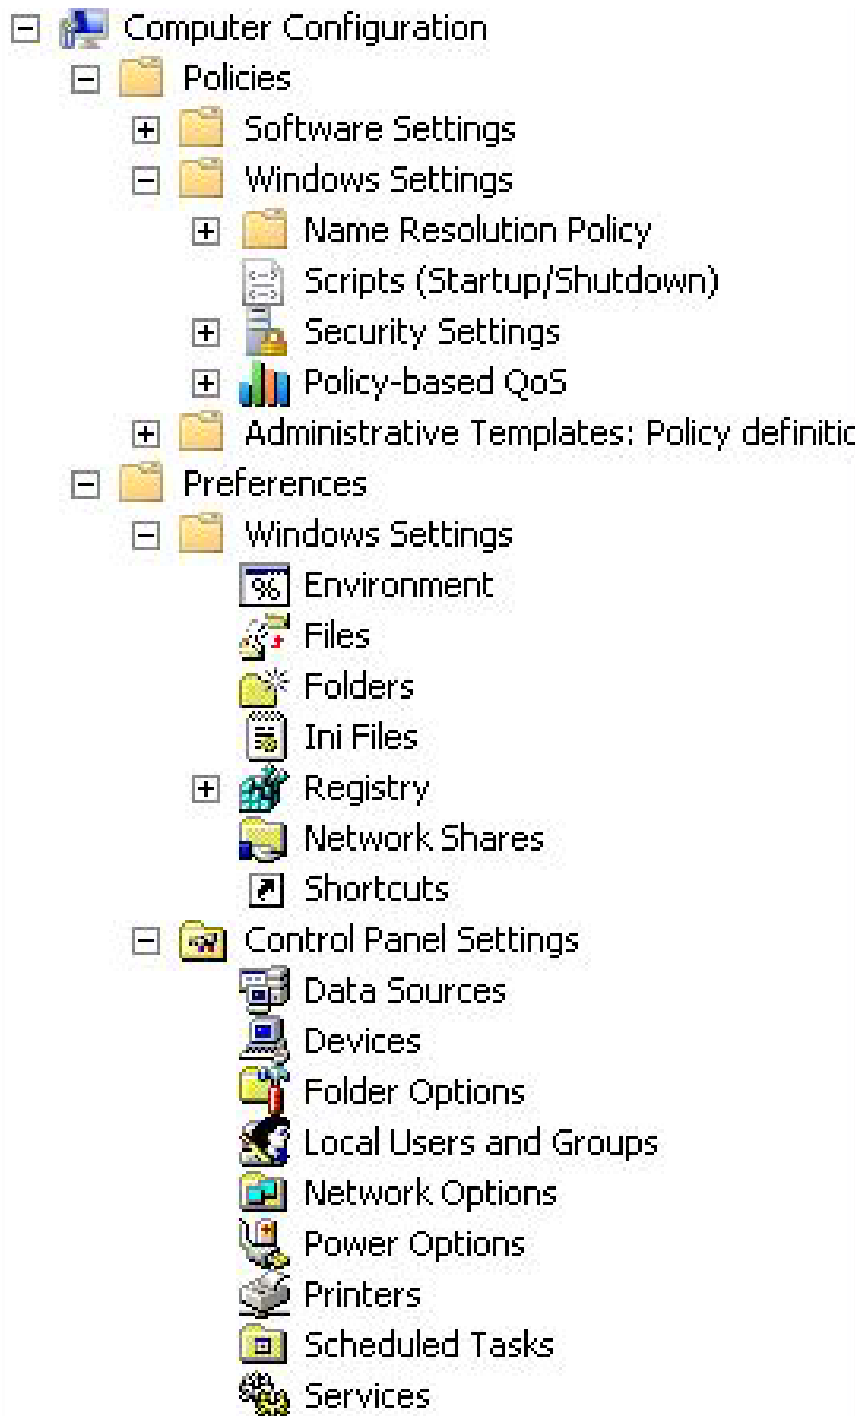 Computer Configuration
Policies
Software Settings
Windows Settings
Name Resolution Policy
Scripts (Startup/Shutdown)
Security Settings
Policy-based QoS
Administrative Templates: Policy definitic
Preferences
Windows Settings
Environment
Files
Folders
Ini Files
Registry
Network Shares
Shortcuts
Control Panel Settings
Data Sources
Devices
Folder Options
Local Users and Groups
Network Options
Power Options
Printers
Scheduled Tasks
Services